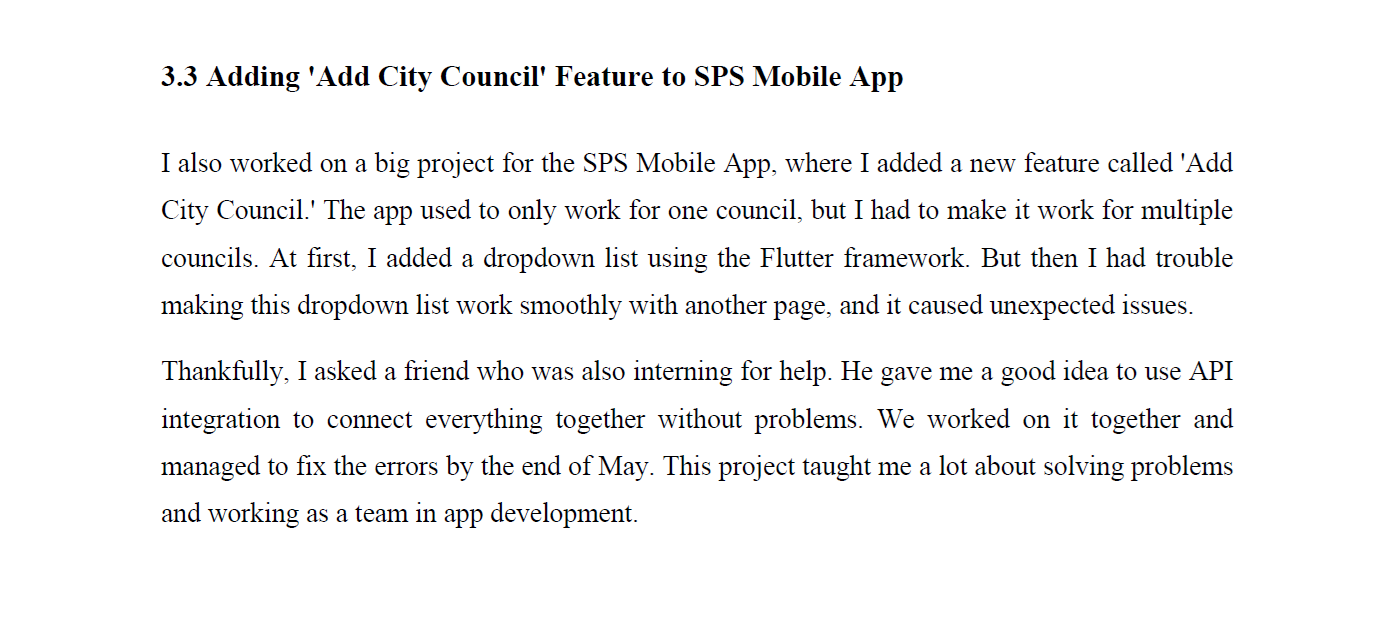 3.3 Adding 'Add City Council' Feature to SPS Mobile App
I also worked on a big project for the SPS Mobile App, where I added a new feature called 'Add
City Council.' The app used to only work for one council, but I had to make it work for multiple
councils. At first, I added a dropdown list using the Flutter framework. But then I had trouble
making this dropdown list work smoothly with another page, and it caused unexpected issues.
Thankfully, I asked a friend who was also interning for help. He gave me a good idea to use API
integration to connect everything together without problems. We worked on it together and
managed to fix the errors by the end of May. This project taught me a lot about solving problems
and working as a team in app development.